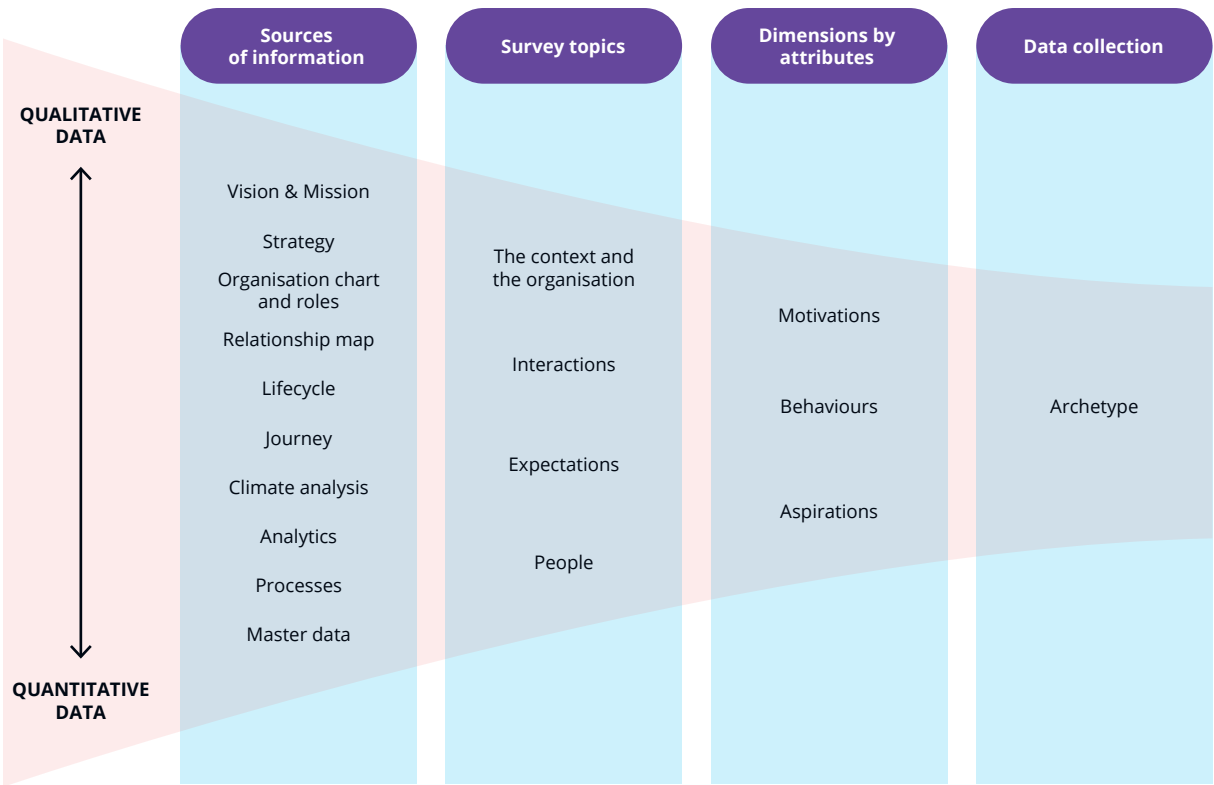 Sources
of information
Survey topics
Dimensions by
attributes
Data collection
QUALITATIVE
DATA
QUANTITATIVE
DATA
Vision & Mission
Strategy
Organisation chart
and roles
Relationship map
Lifecycle
Journey
Climate analysis
Analytics
Processes
Master data
The context and
the organisation
Interactions
Expectations
People
Motivations
Behaviours
Aspirations
Archetype